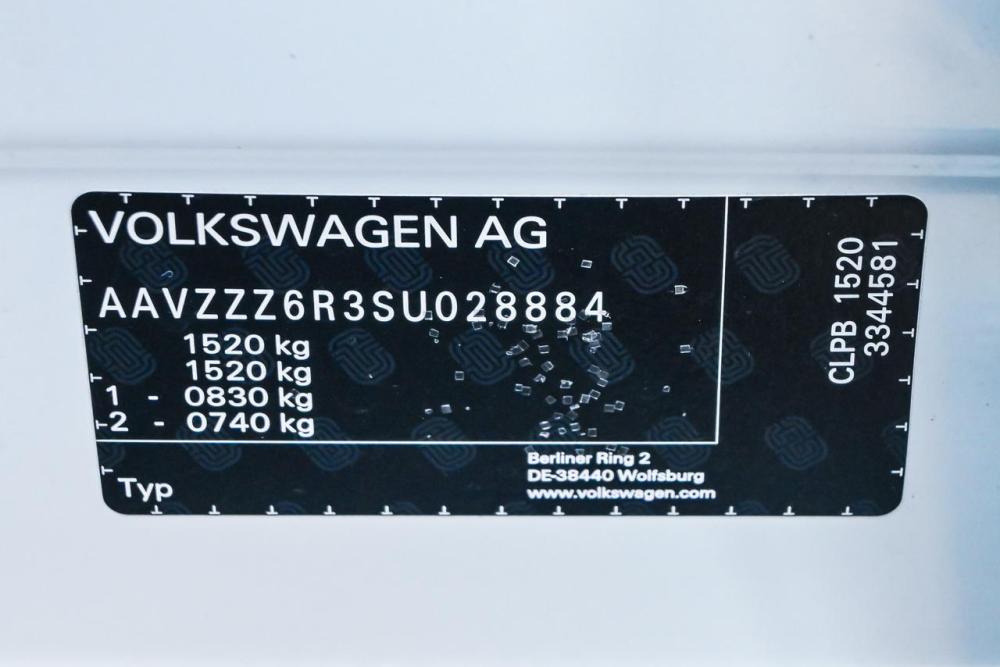 VOLKSWAGEN AG
AAVZZZ6R3SU028884
1520 kg
1520 kg
1 - 0830 kg
2 - 0740 kg
Berliner Ring 2
DE-38440 Wolfsburg
www.volkswagen.com
Typ
CLPB 1520
3344581